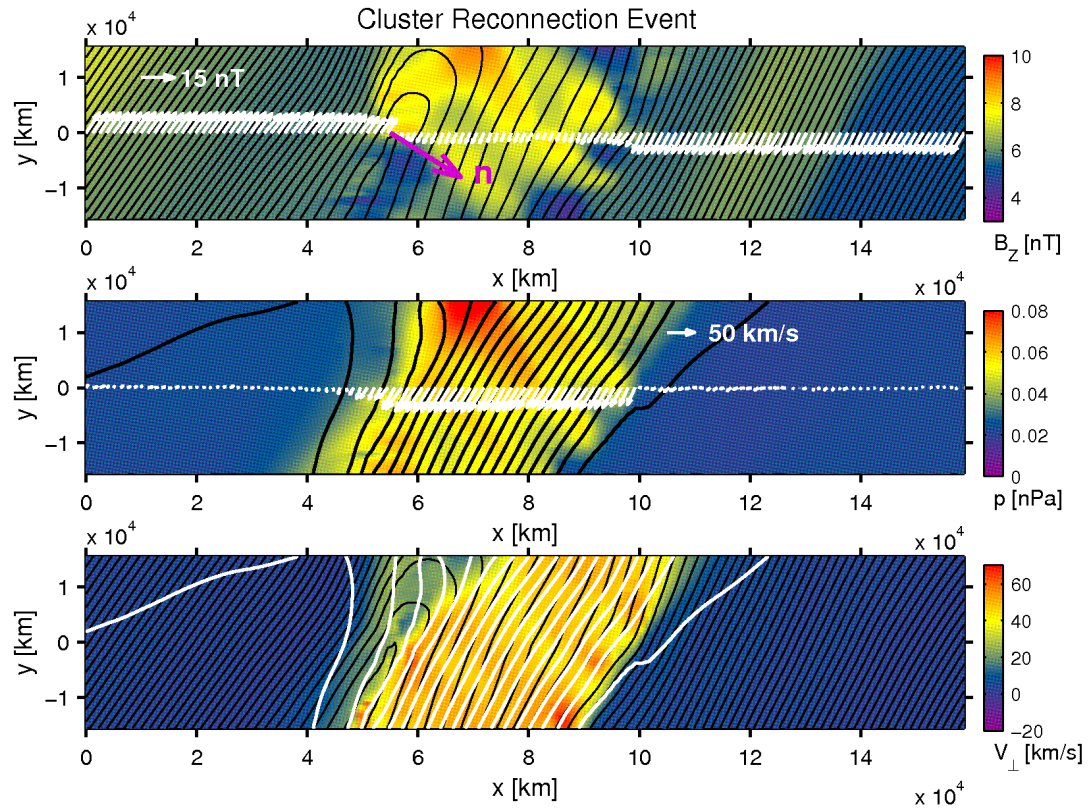 Cluster Reconnection Event
x 10^4
15 nT
n
y [km]
1
0
−1
0 2 4 6 8 10 12 14
x [km]
x 10^4
10
8
6
4
B_Z [nT]
x 10^4
50 km/s
y [km]
1
0
−1
0 2 4 6 8 10 12 14
x [km]
x 10^4
0.08
0.06
0.04
0.02
0
p [nPa]
x 10^4
y [km]
1
0
−1
0 2 4 6 8 10 12 14
x [km]
x 10^4
60
40
20
0
−20
V_⊥ [km/s]